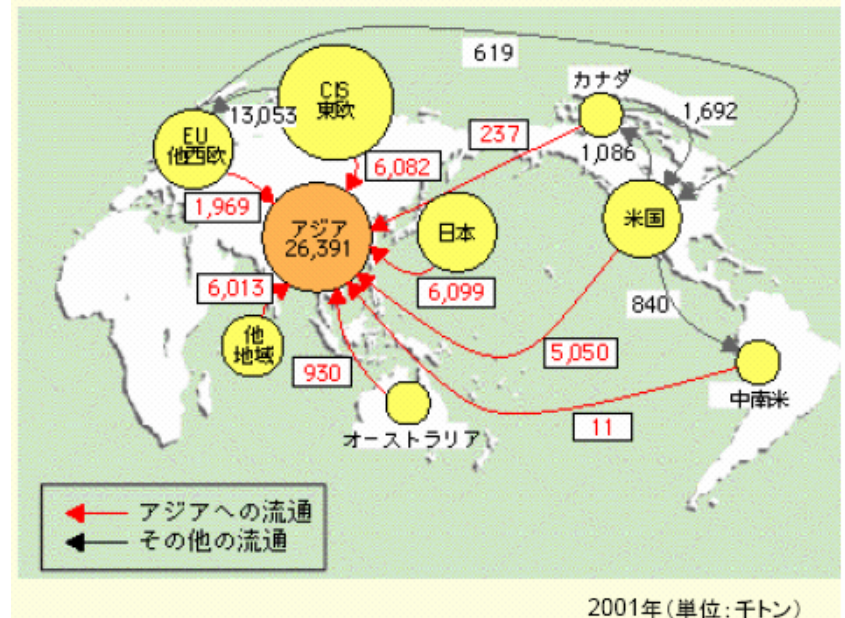 619
カナダ
CIS
東欧
13,053
1,692
EU
他西欧
237
1,086
6,082
1,969
アジア
26,391
日本
米国
6,013
6,099
840
他
地域
930
5,050
中南米
11
オーストラリア
アジアへの流通
その他の流通
2001年(単位:千トン)